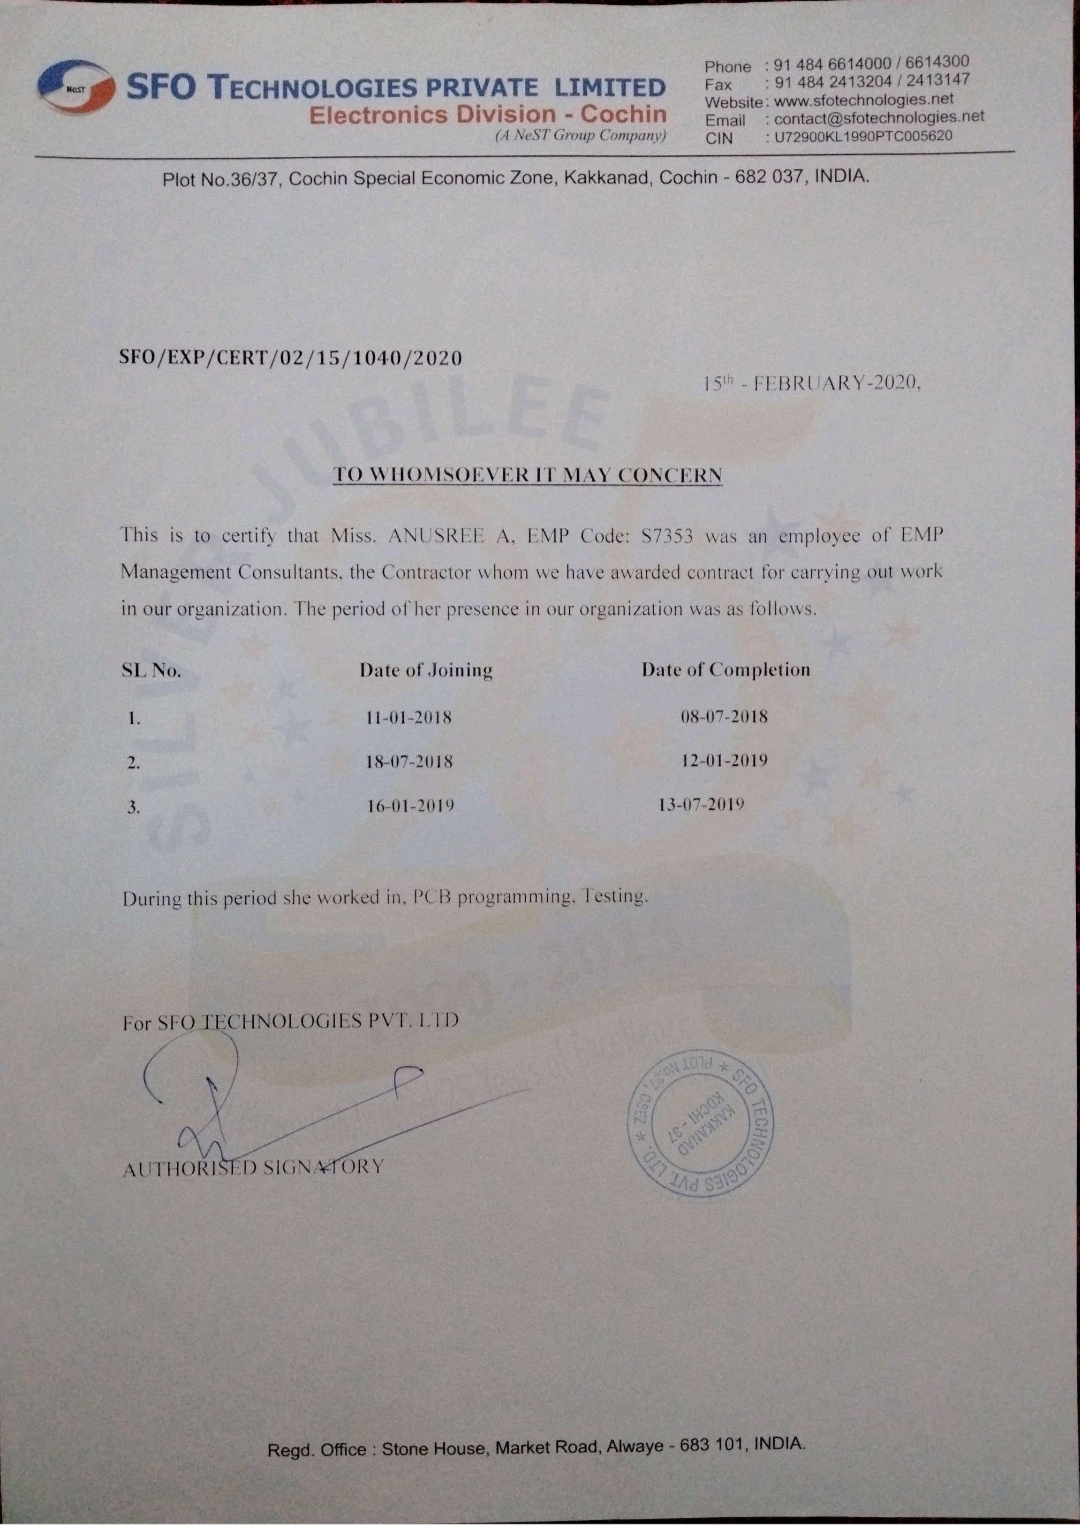 NeST
SFO TECHNOLOGIES PRIVATE LIMITED
Electronics Division - Cochin
(A NeST Group Company)
Phone : 91 484 6614000 / 6614300
Fax : 91 484 2413204 / 2413147
Website : www.sfotechnologies.net
Email : contact@sfotechnologies.net
CIN : U72900KL1990PTC005620
Plot No.36/37, Cochin Special Economic Zone, Kakkanad, Cochin - 682 037, INDIA.
SFO/EXP/CERT/02/15/1040/2020
15th - FEBRUARY-2020,
SILVER JUBILEE
TO WHOMSOEVER IT MAY CONCERN
This is to certify that Miss. ANUSREE A, EMP Code: S7353 was an employee of EMP
Management Consultants, the Contractor whom we have awarded contract for carrying out work
in our organization. The period of her presence in our organization was as follows.
SL No. Date of Joining Date of Completion
1. 11-01-2018 08-07-2018
2. 18-07-2018 12-01-2019
3. 16-01-2019 13-07-2019
During this period she worked in, PCB programming, Testing.
For SFO TECHNOLOGIES PVT. LTD
AUTHORISED SIGNATORY
* SFO TECHNOLOGIES PVT. LTD. * PLOT No.37, CSEZ,
KAKKANAD
KOCHI - 37
Regd. Office : Stone House, Market Road, Alwaye - 683 101, INDIA.